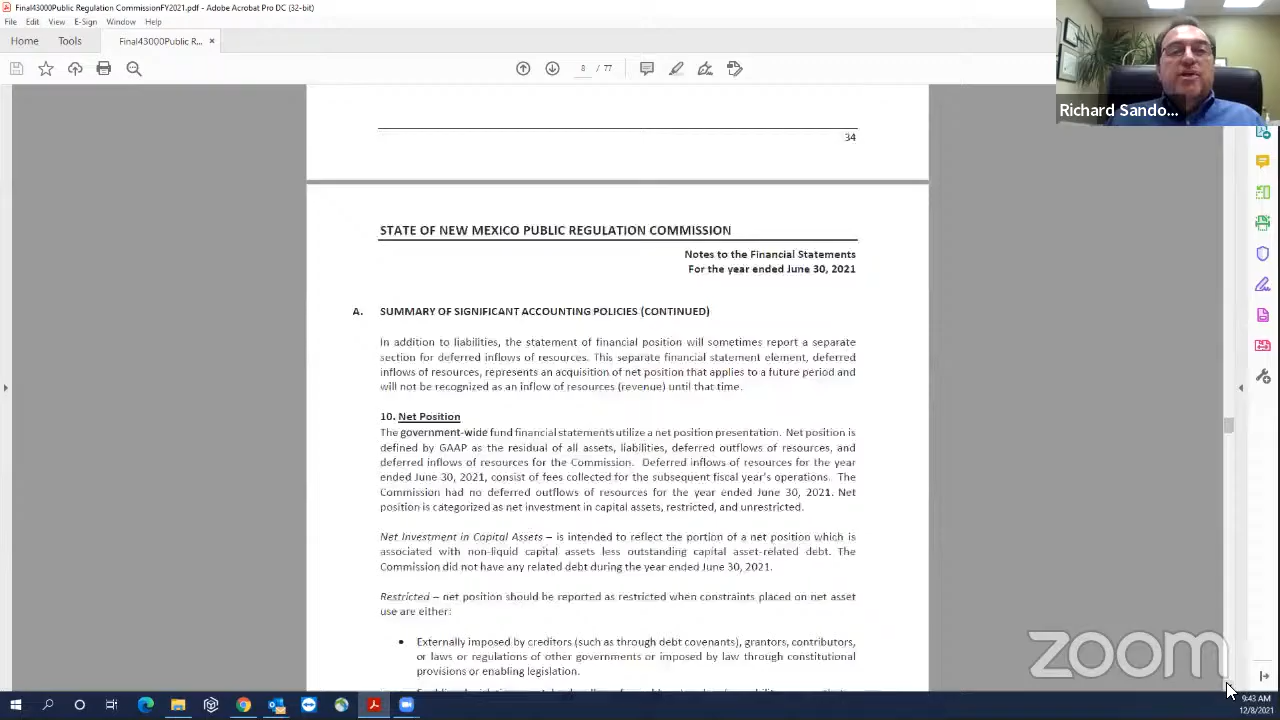 Final43000Public Regulation CommissionFY2021.pdf - Adobe Acrobat Pro DC (32-bit)
File Edit View E-Sign Window Help
Home Tools Final43000Public R... ×
8 / 77
Richard Sando...
34
STATE OF NEW MEXICO PUBLIC REGULATION COMMISSION
Notes to the Financial Statements
For the year ended June 30, 2021
A. SUMMARY OF SIGNIFICANT ACCOUNTING POLICIES (CONTINUED)
In addition to liabilities, the statement of financial position will sometimes report a separate
section for deferred inflows of resources. This separate financial statement element, deferred
inflows of resources, represents an acquisition of net position that applies to a future period and
will not be recognized as an inflow of resources (revenue) until that time.
10. Net Position
The government-wide fund financial statements utilize a net position presentation. Net position is
defined by GAAP as the residual of all assets, liabilities, deferred outflows of resources, and
deferred inflows of resources for the Commission. Deferred inflows of resources for the year
ended June 30, 2021, consist of fees collected for the subsequent fiscal year's operations. The
Commission had no deferred outflows of resources for the year ended June 30, 2021. Net
position is categorized as net investment in capital assets, restricted, and unrestricted.
Net Investment in Capital Assets – is intended to reflect the portion of a net position which is
associated with non-liquid capital assets less outstanding capital asset-related debt. The
Commission did not have any related debt during the year ended June 30, 2021.
Restricted – net position should be reported as restricted when constraints placed on net asset
use are either:
• Externally imposed by creditors (such as through debt covenants), grantors, contributors,
or laws or regulations of other governments or imposed by law through constitutional
provisions or enabling legislation.
zoom
9:43 AM
12/8/2021